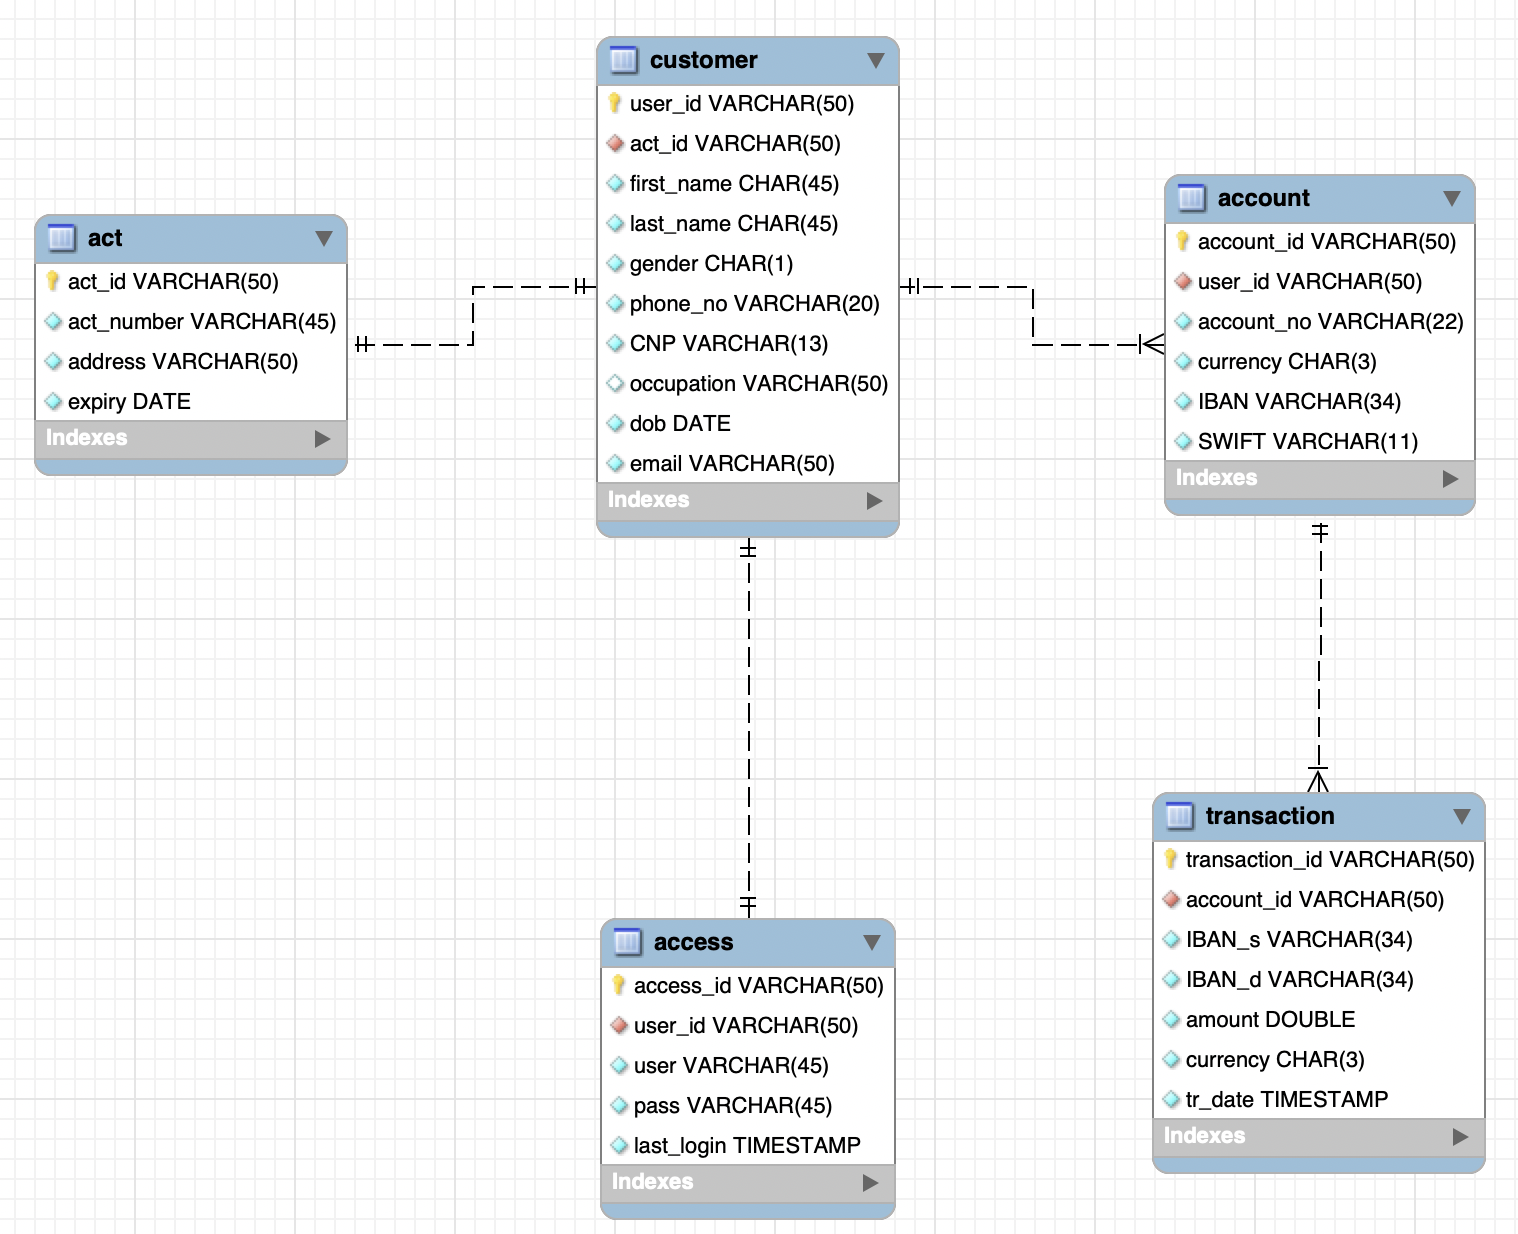 customer
user_id VARCHAR(50)
act_id VARCHAR(50)
first_name CHAR(45)
last_name CHAR(45)
gender CHAR(1)
phone_no VARCHAR(20)
CNP VARCHAR(13)
occupation VARCHAR(50)
dob DATE
email VARCHAR(50)
Indexes
act
act_id VARCHAR(50)
act_number VARCHAR(45)
address VARCHAR(50)
expiry DATE
Indexes
account
account_id VARCHAR(50)
user_id VARCHAR(50)
account_no VARCHAR(22)
currency CHAR(3)
IBAN VARCHAR(34)
SWIFT VARCHAR(11)
Indexes
access
access_id VARCHAR(50)
user_id VARCHAR(50)
user VARCHAR(45)
pass VARCHAR(45)
last_login TIMESTAMP
Indexes
transaction
transaction_id VARCHAR(50)
account_id VARCHAR(50)
IBAN_s VARCHAR(34)
IBAN_d VARCHAR(34)
amount DOUBLE
currency CHAR(3)
tr_date TIMESTAMP
Indexes